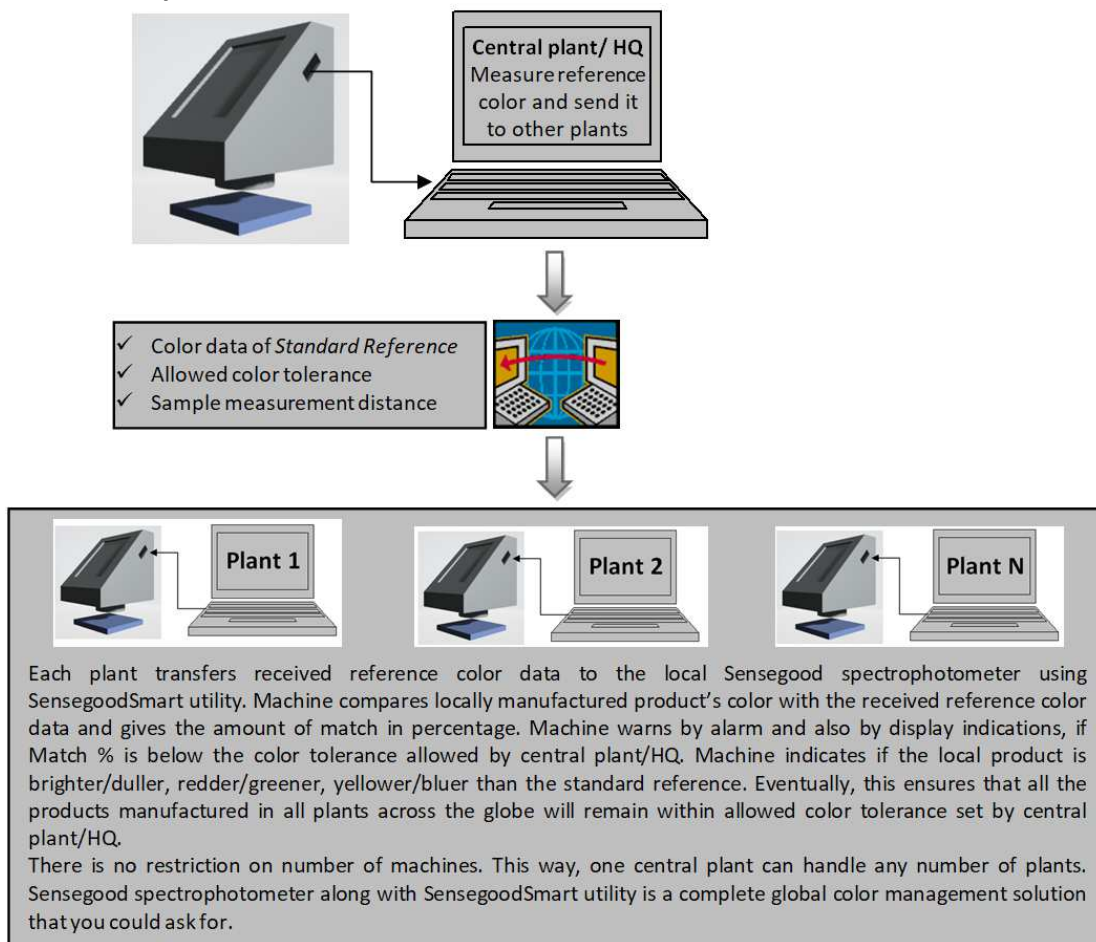 Central plant/ HQ
Measure reference
color and send it
to other plants
✓ Color data of Standard Reference
✓ Allowed color tolerance
✓ Sample measurement distance
Plant 1
Plant 2
Plant N
Each plant transfers received reference color data to the local Sensegood spectrophotometer using
SensegoodSmart utility. Machine compares locally manufactured product's color with the received reference color
data and gives the amount of match in percentage. Machine warns by alarm and also by display indications, if
Match % is below the color tolerance allowed by central plant/HQ. Machine indicates if the local product is
brighter/duller, redder/greener, yellower/bluer than the standard reference. Eventually, this ensures that all the
products manufactured in all plants across the globe will remain within allowed color tolerance set by central
plant/HQ.
There is no restriction on number of machines. This way, one central plant can handle any number of plants.
Sensegood spectrophotometer along with SensegoodSmart utility is a complete global color management solution
that you could ask for.